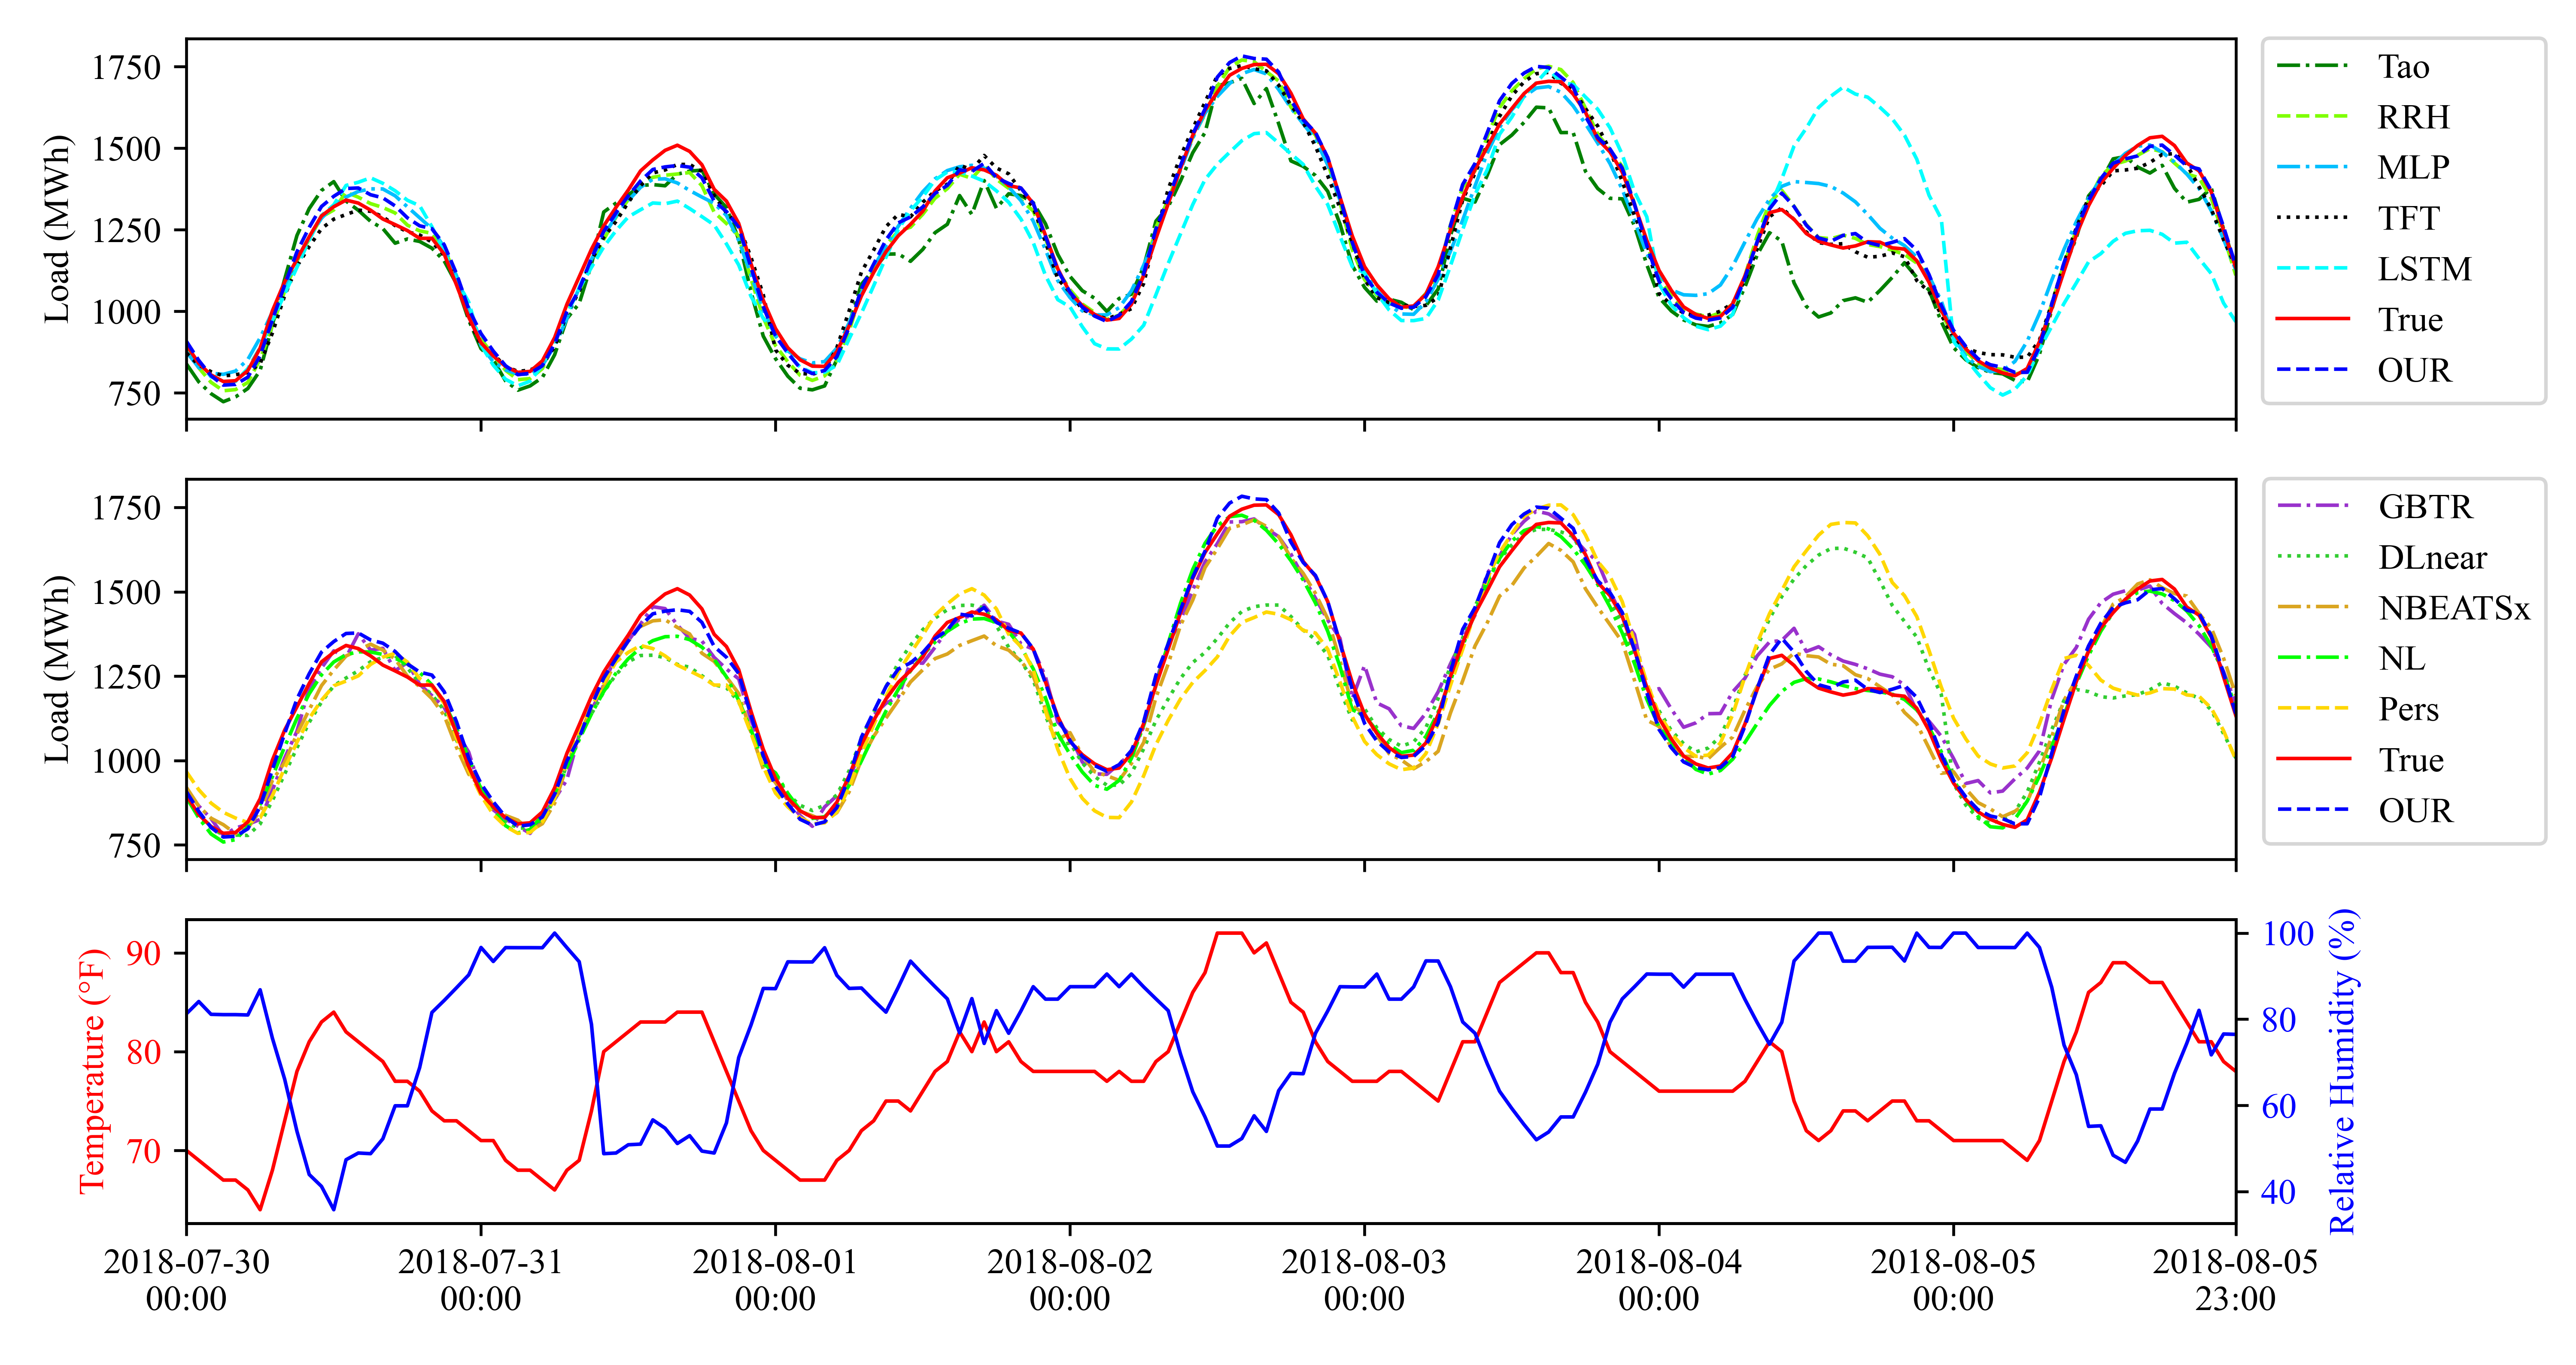 Load (MWh)
1750
1500
1250
1000
750
Tao
RRH
MLP
TFT
LSTM
True
OUR
Load (MWh)
1750
1500
1250
1000
750
GBTR
DLnear
NBEATSx
NL
Pers
True
OUR
Temperature (°F)
90
80
70
100
80
60
40
Relative Humidity (%)
2018-07-30
00:00
2018-07-31
00:00
2018-08-01
00:00
2018-08-02
00:00
2018-08-03
00:00
2018-08-04
00:00
2018-08-05
00:00
2018-08-05
23:00